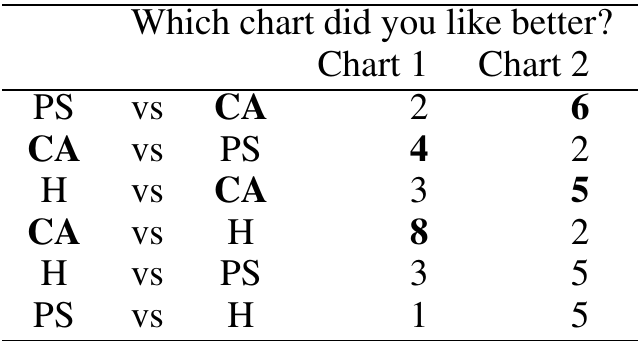 Which chart did you like better?
Chart 1 Chart 2
PS vs CA 2 6
CA vs PS 4 2
H vs CA 3 5
CA vs H 8 2
H vs PS 3 5
PS vs H 1 5